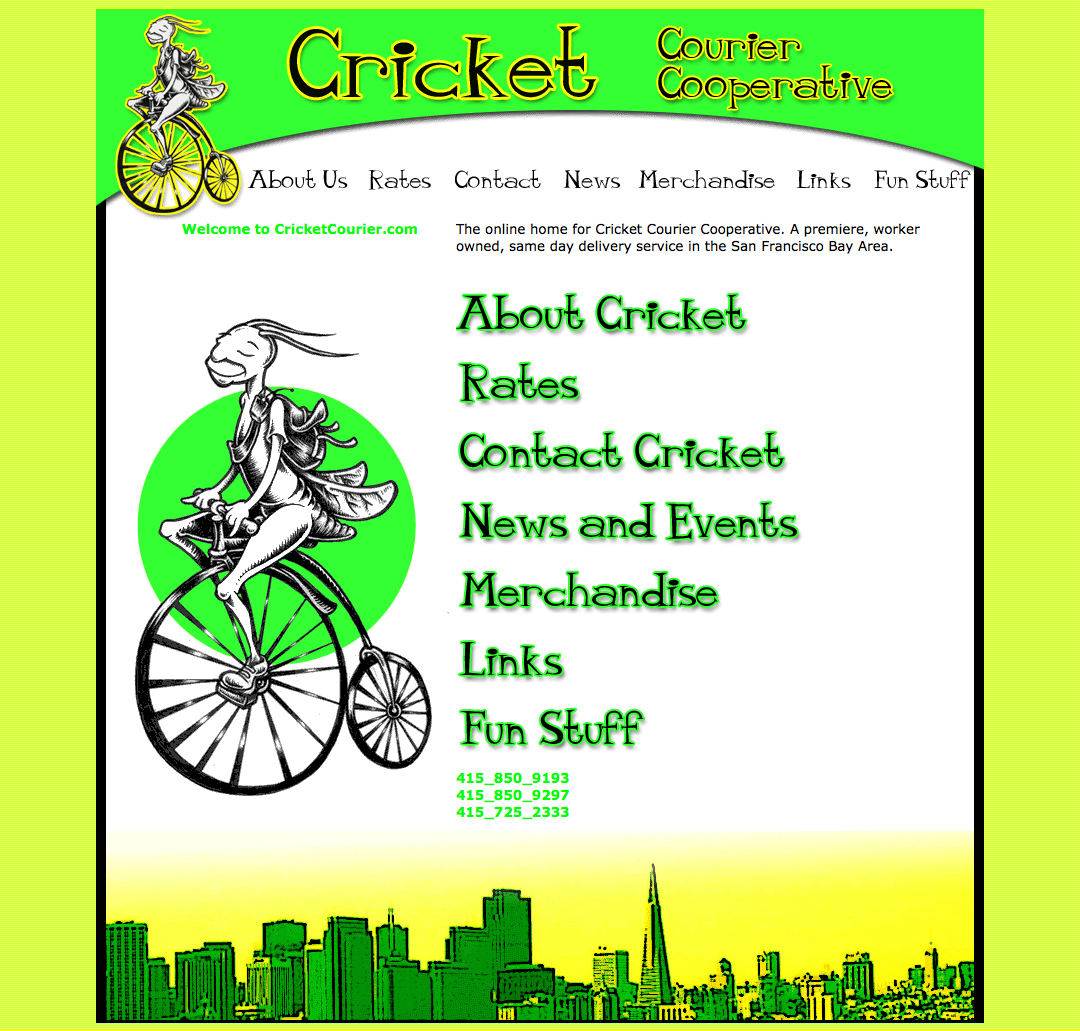 Cricket
Courier
Cooperative
About Us Rates Contact News Merchandise Links Fun Stuff
Welcome to CricketCourier.com
The online home for Cricket Courier Cooperative. A premiere, worker
owned, same day delivery service in the San Francisco Bay Area.
About Cricket
Rates
Contact Cricket
News and Events
Merchandise
Links
Fun Stuff
415_850_9193
415_850_9297
415_725_2333